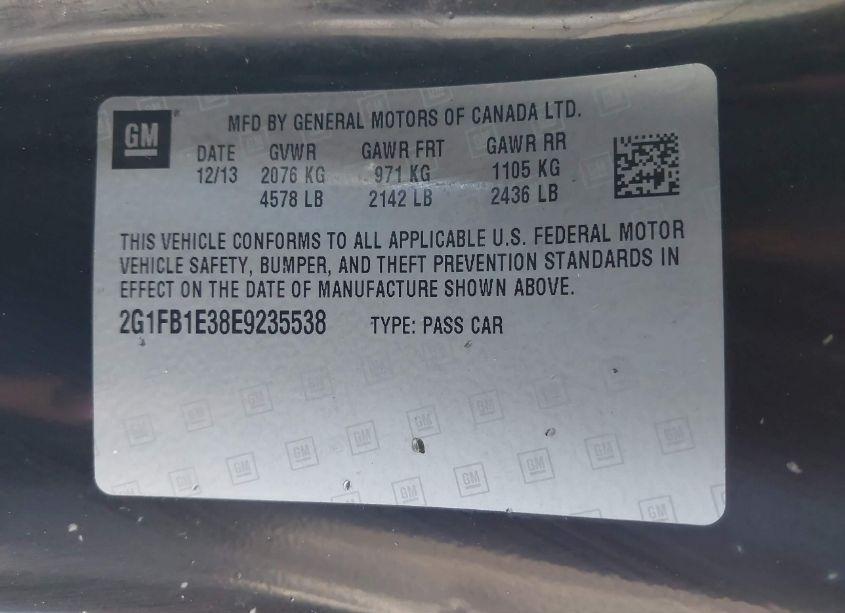 GM
MFD BY GENERAL MOTORS OF CANADA LTD.
DATE GVWR GAWR FRT GAWR RR
12/13 2076 KG 971 KG 1105 KG
4578 LB 2142 LB 2436 LB
THIS VEHICLE CONFORMS TO ALL APPLICABLE U.S. FEDERAL MOTOR
VEHICLE SAFETY, BUMPER, AND THEFT PREVENTION STANDARDS IN
EFFECT ON THE DATE OF MANUFACTURE SHOWN ABOVE.
2G1FB1E38E9235538 TYPE: PASS CAR